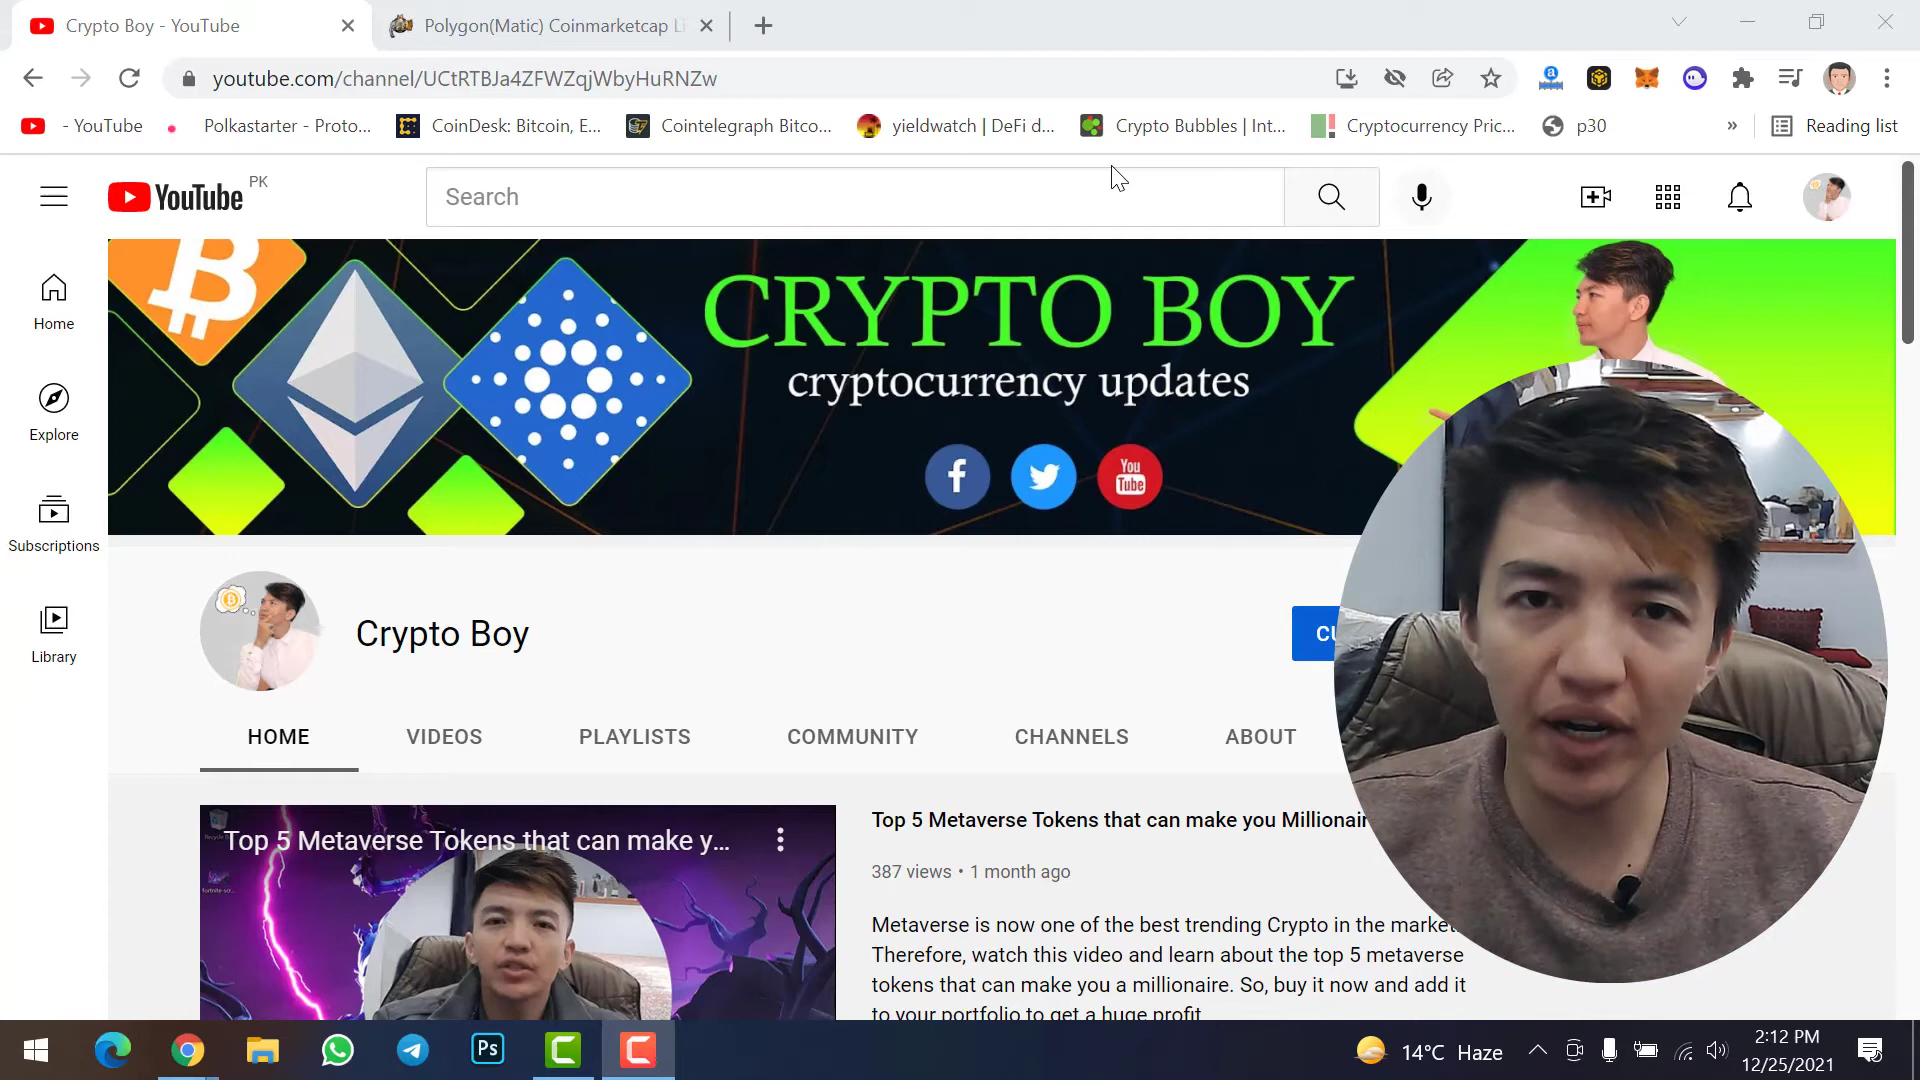 Crypto Boy - YouTube
Polygon(Matic) Coinmarketcap Li
youtube.com/channel/UCtRTBJa4ZFWZqjWbyHuRNZw
- YouTube
Polkastarter - Proto...
CoinDesk: Bitcoin, E...
Cointelegraph Bitco...
yieldwatch | DeFi d...
Crypto Bubbles | Int...
Cryptocurrency Pric...
p30
»
Reading list
YouTube PK
Search
Home
Explore
Subscriptions
Library
CRYPTO BOY
cryptocurrency updates
You
Tube
Crypto Boy
CU
HOME
VIDEOS
PLAYLISTS
COMMUNITY
CHANNELS
ABOUT
Top 5 Metaverse Tokens that can make y...
Top 5 Metaverse Tokens that can make you Millionair
387 views • 1 month ago
Metaverse is now one of the best trending Crypto in the market.
Therefore, watch this video and learn about the top 5 metaverse
tokens that can make you a millionaire. So, buy it now and add it
to your portfolio to get a huge profit
Ps
14°C Haze
2:12 PM
12/25/2021